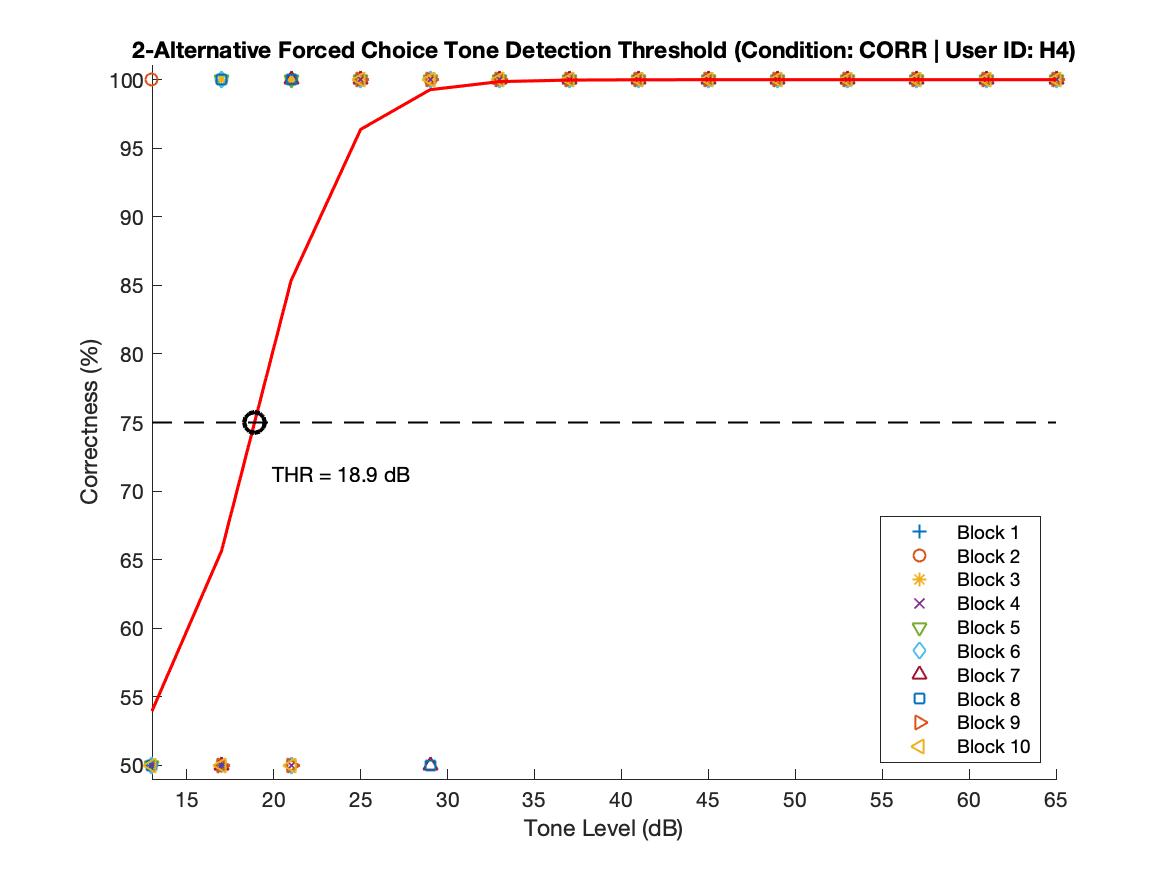 2-Alternative Forced Choice Tone Detection Threshold (Condition: CORR | User ID: H4)
100
95
90
85
80
75
70
65
60
55
50
Correctness (%)
THR = 18.9 dB
Block 1
Block 2
Block 3
Block 4
Block 5
Block 6
Block 7
Block 8
Block 9
Block 10
15 20 25 30 35 40 45 50 55 60 65
Tone Level (dB)